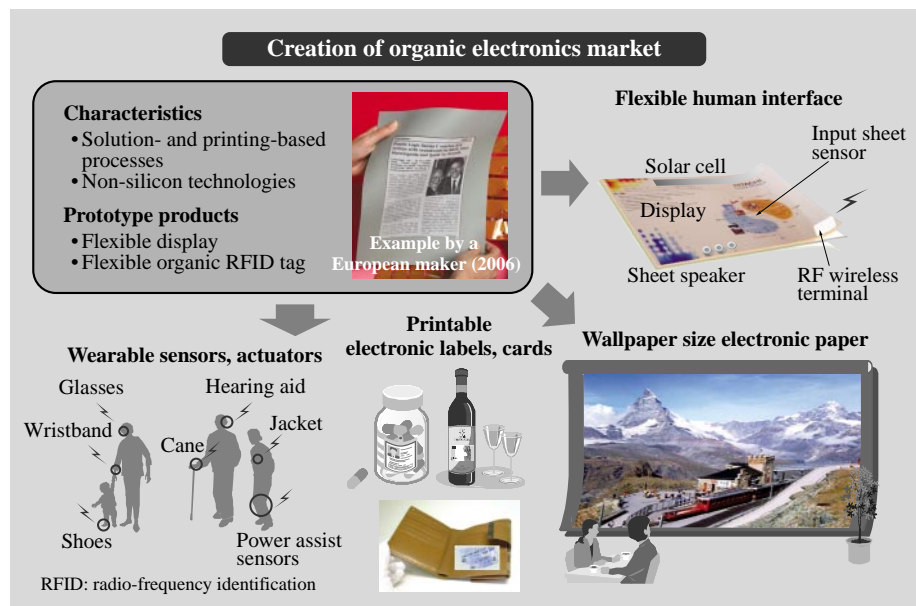 Creation of organic electronics market
Characteristics
• Solution- and printing-based
processes
• Non-silicon technologies
Prototype products
• Flexible display
• Flexible organic RFID tag
Example by a
European maker (2006)
Flexible human interface
Input sheet
sensor
Solar cell
Display
Sheet speaker
RF wireless
terminal
Wearable sensors, actuators
Glasses
Hearing aid
Wristband
Cane
Jacket
Shoes
Power assist
sensors
Printable
electronic labels, cards
Wallpaper size electronic paper
RFID: radio-frequency identification